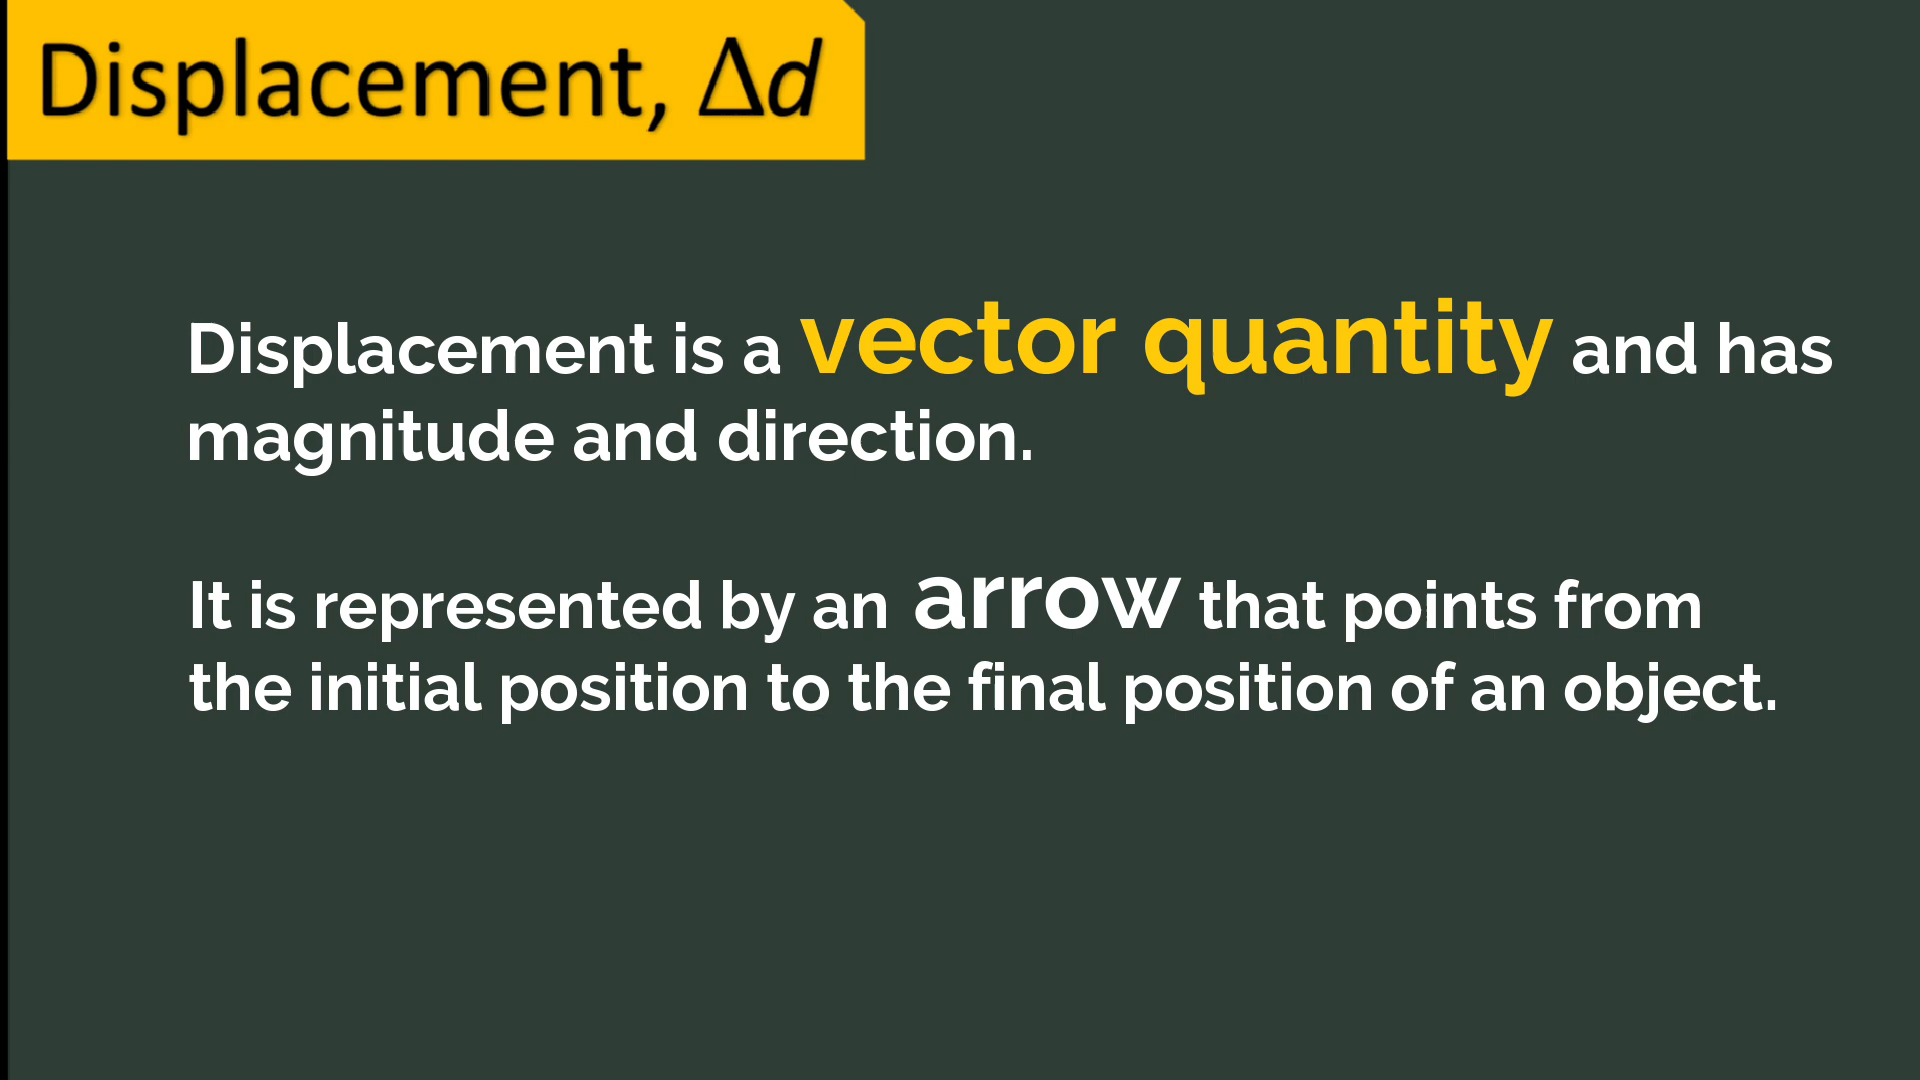 Displacement, Δd
Displacement is a vector quantity and has
magnitude and direction.
It is represented by an arrow that points from
the initial position to the final position of an object.